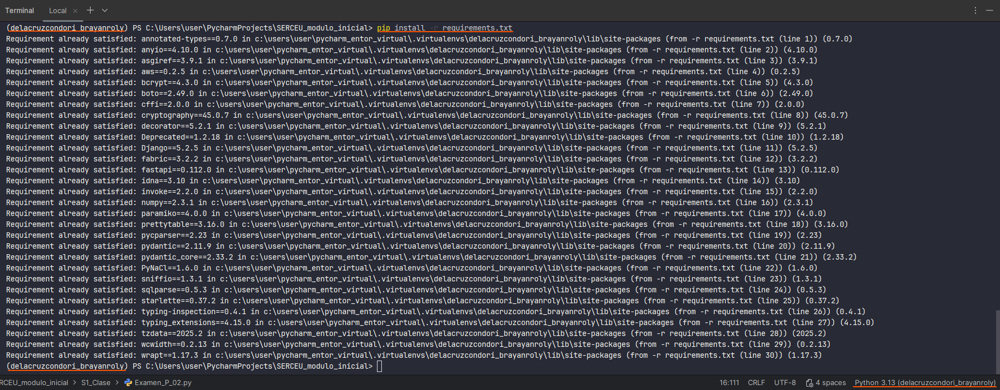 Terminal Local
(delacruzcondori_brayanroly) PS C:\Users\user\PycharmProjects\SERCEU_modulo_inicial> pip install -r requirements.txt
Requirement already satisfied: annotated-types==0.7.0 in c:\users\user\pycharm_entor_virtual\.virtualenvs\delacruzcondori_brayanroly\lib\site-packages (from -r requirements.txt (line 1)) (0.7.0)
Requirement already satisfied: anyio==4.10.0 in c:\users\user\pycharm_entor_virtual\.virtualenvs\delacruzcondori_brayanroly\lib\site-packages (from -r requirements.txt (line 2)) (4.10.0)
Requirement already satisfied: asgiref==3.9.1 in c:\users\user\pycharm_entor_virtual\.virtualenvs\delacruzcondori_brayanroly\lib\site-packages (from -r requirements.txt (line 3)) (3.9.1)
Requirement already satisfied: aws==0.2.5 in c:\users\user\pycharm_entor_virtual\.virtualenvs\delacruzcondori_brayanroly\lib\site-packages (from -r requirements.txt (line 4)) (0.2.5)
Requirement already satisfied: bcrypt==4.3.0 in c:\users\user\pycharm_entor_virtual\.virtualenvs\delacruzcondori_brayanroly\lib\site-packages (from -r requirements.txt (line 5)) (4.3.0)
Requirement already satisfied: boto==2.49.0 in c:\users\user\pycharm_entor_virtual\.virtualenvs\delacruzcondori_brayanroly\lib\site-packages (from -r requirements.txt (line 6)) (2.49.0)
Requirement already satisfied: cffi==2.0.0 in c:\users\user\pycharm_entor_virtual\.virtualenvs\delacruzcondori_brayanroly\lib\site-packages (from -r requirements.txt (line 7)) (2.0.0)
Requirement already satisfied: cryptography==45.0.7 in c:\users\user\pycharm_entor_virtual\.virtualenvs\delacruzcondori_brayanroly\lib\site-packages (from -r requirements.txt (line 8)) (45.0.7)
Requirement already satisfied: decorator==5.2.1 in c:\users\user\pycharm_entor_virtual\.virtualenvs\delacruzcondori_brayanroly\lib\site-packages (from -r requirements.txt (line 9)) (5.2.1)
Requirement already satisfied: Deprecated==1.2.18 in c:\users\user\pycharm_entor_virtual\.virtualenvs\delacruzcondori_brayanroly\lib\site-packages (from -r requirements.txt (line 10)) (1.2.18)
Requirement already satisfied: Django==5.2.5 in c:\users\user\pycharm_entor_virtual\.virtualenvs\delacruzcondori_brayanroly\lib\site-packages (from -r requirements.txt (line 11)) (5.2.5)
Requirement already satisfied: fabric==3.2.2 in c:\users\user\pycharm_entor_virtual\.virtualenvs\delacruzcondori_brayanroly\lib\site-packages (from -r requirements.txt (line 12)) (3.2.2)
Requirement already satisfied: fastapi==0.112.0 in c:\users\user\pycharm_entor_virtual\.virtualenvs\delacruzcondori_brayanroly\lib\site-packages (from -r requirements.txt (line 13)) (0.112.0)
Requirement already satisfied: idna==3.10 in c:\users\user\pycharm_entor_virtual\.virtualenvs\delacruzcondori_brayanroly\lib\site-packages (from -r requirements.txt (line 14)) (3.10)
Requirement already satisfied: invoke==2.2.0 in c:\users\user\pycharm_entor_virtual\.virtualenvs\delacruzcondori_brayanroly\lib\site-packages (from -r requirements.txt (line 15)) (2.2.0)
Requirement already satisfied: numpy==2.3.1 in c:\users\user\pycharm_entor_virtual\.virtualenvs\delacruzcondori_brayanroly\lib\site-packages (from -r requirements.txt (line 16)) (2.3.1)
Requirement already satisfied: paramiko==4.0.0 in c:\users\user\pycharm_entor_virtual\.virtualenvs\delacruzcondori_brayanroly\lib\site-packages (from -r requirements.txt (line 17)) (4.0.0)
Requirement already satisfied: prettytable==3.16.0 in c:\users\user\pycharm_entor_virtual\.virtualenvs\delacruzcondori_brayanroly\lib\site-packages (from -r requirements.txt (line 18)) (3.16.0)
Requirement already satisfied: pycparser==2.23 in c:\users\user\pycharm_entor_virtual\.virtualenvs\delacruzcondori_brayanroly\lib\site-packages (from -r requirements.txt (line 19)) (2.23)
Requirement already satisfied: pydantic==2.11.9 in c:\users\user\pycharm_entor_virtual\.virtualenvs\delacruzcondori_brayanroly\lib\site-packages (from -r requirements.txt (line 20)) (2.11.9)
Requirement already satisfied: pydantic_core==2.33.2 in c:\users\user\pycharm_entor_virtual\.virtualenvs\delacruzcondori_brayanroly\lib\site-packages (from -r requirements.txt (line 21)) (2.33.2)
Requirement already satisfied: PyNaCl==1.6.0 in c:\users\user\pycharm_entor_virtual\.virtualenvs\delacruzcondori_brayanroly\lib\site-packages (from -r requirements.txt (line 22)) (1.6.0)
Requirement already satisfied: sniffio==1.3.1 in c:\users\user\pycharm_entor_virtual\.virtualenvs\delacruzcondori_brayanroly\lib\site-packages (from -r requirements.txt (line 23)) (1.3.1)
Requirement already satisfied: sqlparse==0.5.3 in c:\users\user\pycharm_entor_virtual\.virtualenvs\delacruzcondori_brayanroly\lib\site-packages (from -r requirements.txt (line 24)) (0.5.3)
Requirement already satisfied: starlette==0.37.2 in c:\users\user\pycharm_entor_virtual\.virtualenvs\delacruzcondori_brayanroly\lib\site-packages (from -r requirements.txt (line 25)) (0.37.2)
Requirement already satisfied: typing-inspection==0.4.1 in c:\users\user\pycharm_entor_virtual\.virtualenvs\delacruzcondori_brayanroly\lib\site-packages (from -r requirements.txt (line 26)) (0.4.1)
Requirement already satisfied: typing_extensions==4.15.0 in c:\users\user\pycharm_entor_virtual\.virtualenvs\delacruzcondori_brayanroly\lib\site-packages (from -r requirements.txt (line 27)) (4.15.0)
Requirement already satisfied: tzdata==2025.2 in c:\users\user\pycharm_entor_virtual\.virtualenvs\delacruzcondori_brayanroly\lib\site-packages (from -r requirements.txt (line 28)) (2025.2)
Requirement already satisfied: wcwidth==0.2.13 in c:\users\user\pycharm_entor_virtual\.virtualenvs\delacruzcondori_brayanroly\lib\site-packages (from -r requirements.txt (line 29)) (0.2.13)
Requirement already satisfied: wrapt==1.17.3 in c:\users\user\pycharm_entor_virtual\.virtualenvs\delacruzcondori_brayanroly\lib\site-packages (from -r requirements.txt (line 30)) (1.17.3)
(delacruzcondori_brayanroly) PS C:\Users\user\PycharmProjects\SERCEU_modulo_inicial>
RCEU_modulo_inicial > S1_Clase > Examen_P_02.py 16:111 CRLF UTF-8 4 spaces Python 3.13 (delacruzcondori_brayanroly)